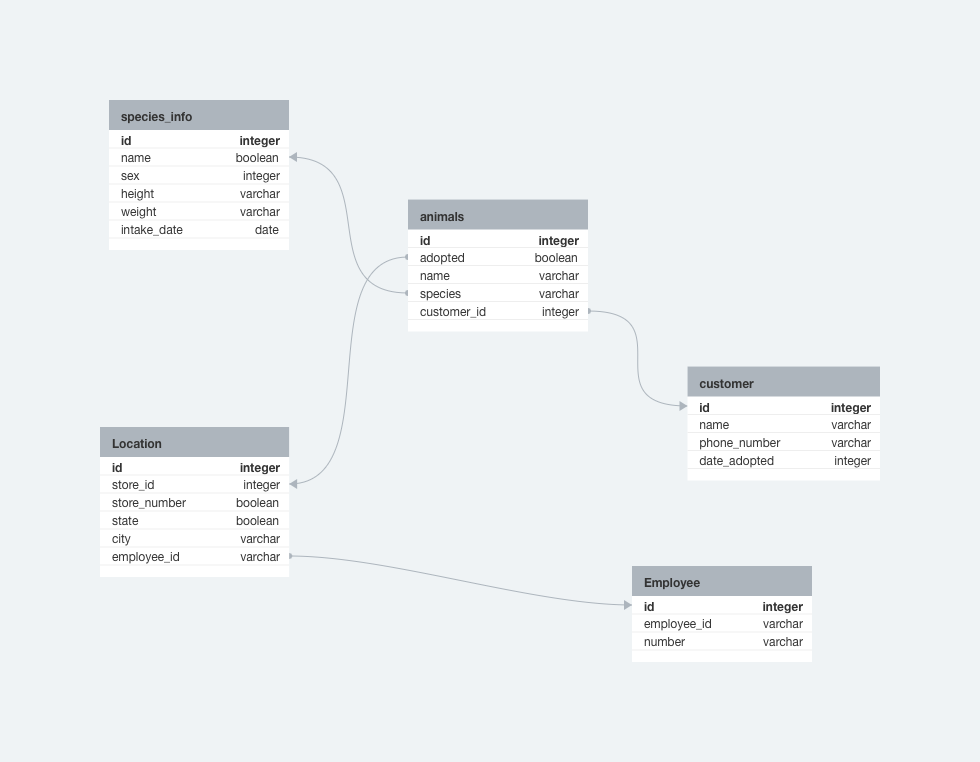 species_info
id integer
name boolean
sex integer
height varchar
weight varchar
intake_date date
animals
id integer
adopted boolean
name varchar
species varchar
customer_id integer
customer
id integer
name varchar
phone_number varchar
date_adopted integer
Location
id integer
store_id integer
store_number boolean
state boolean
city varchar
employee_id varchar
Employee
id integer
employee_id varchar
number varchar